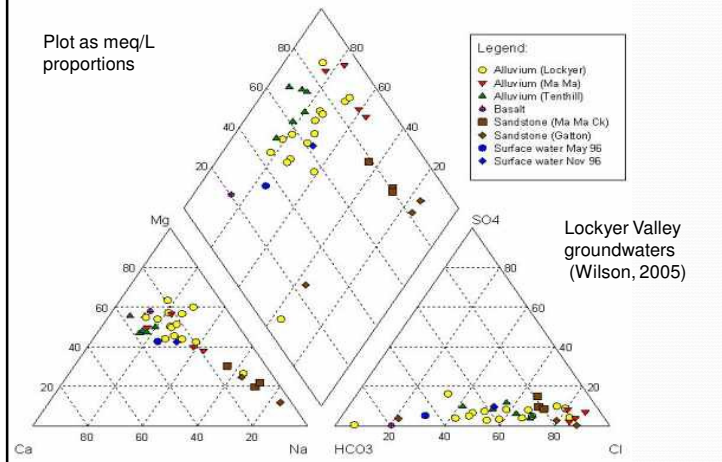 Plot as meq/L
proportions
80
80
60
60
40
40
20
20
Legend:
Alluvium (Lockyer)
Alluvium (Ma Ma)
Alluvium (Tenthill)
Basalt
Sandstone (Ma Ma Ck)
Sandstone (Gatton)
Surface water May 96
Surface water Nov 96
Mg
SO4
Lockyer Valley
groundwaters
(Wilson, 2005)
80
80
60
60
40
40
20
20
Ca
80
60
40
20
Na
HCO3
20
40
60
80
Cl